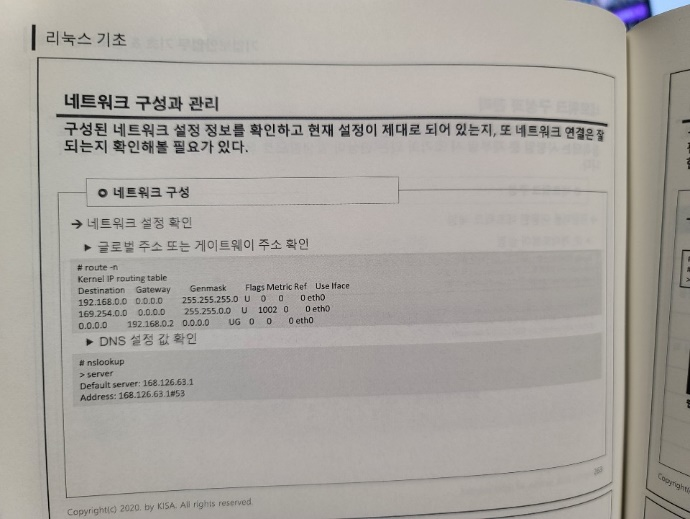 리눅스 기초
네트워크 구성과 관리
구성된 네트워크 설정 정보를 확인하고 현재 설정이 제대로 되어 있는지, 또 네트워크 연결은 잘
되는지 확인해볼 필요가 있다.
네트워크 구성
→ 네트워크 설정 확인
▶ 글로벌 주소 또는 게이트웨이 주소 확인
# route -n
Kernel IP routing table
Destination Gateway Genmask Flags Metric Ref Use Iface
192.168.0.0 0.0.0.0 255.255.255.0 U 0 0 0 eth0
169.254.0.0 0.0.0.0 255.255.0.0 U 1002 0 0 eth0
0.0.0.0 192.168.0.2 0.0.0.0 UG 0 0 0 eth0
▶ DNS 설정 값 확인
# nslookup
> server
Default server: 168.126.63.1
Address: 168.126.63.1#53
Copyright(c) 2020. by KISA. All rights reserved.